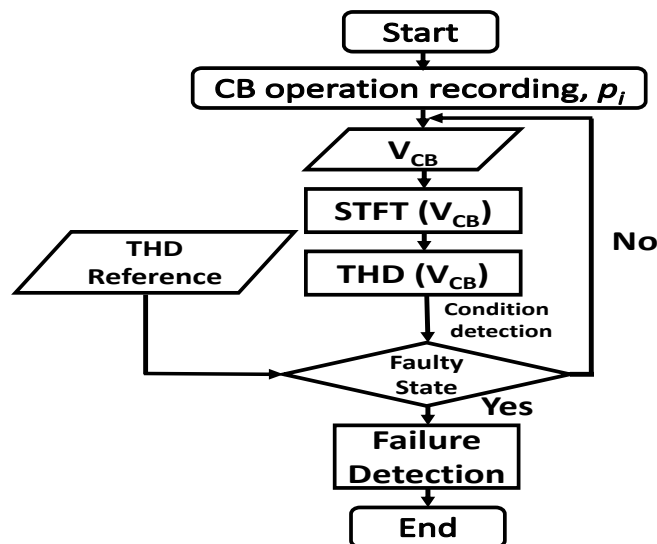 Start
CB operation recording, pᵢ
V_CB
STFT (V_CB)
THD
Reference
THD (V_CB)
No
Condition
detection
Faulty
State
Yes
Failure
Detection
End